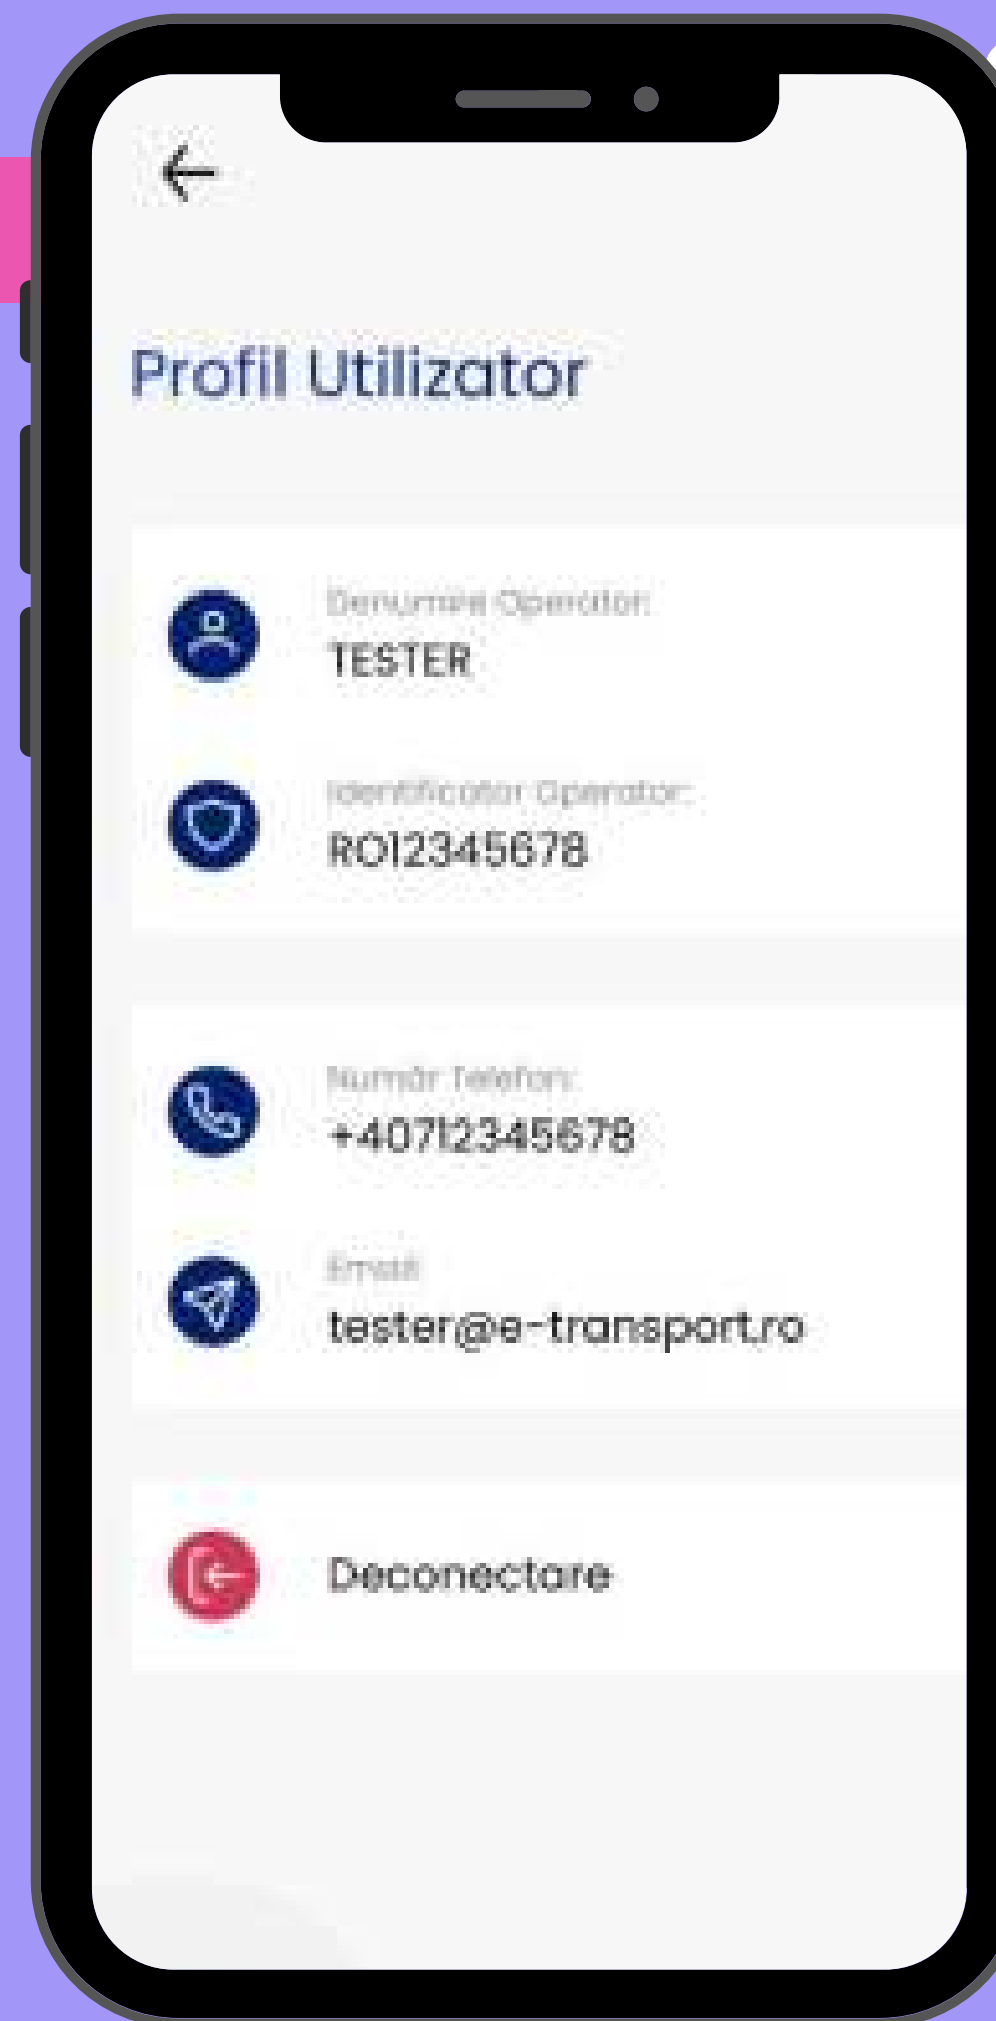 Profil Utilizator
Denumire Operator:
TESTER
Identificator Operator:
RO12345678
Număr Telefon:
+40712345678
Email:
tester@e-transport.ro
Deconectare